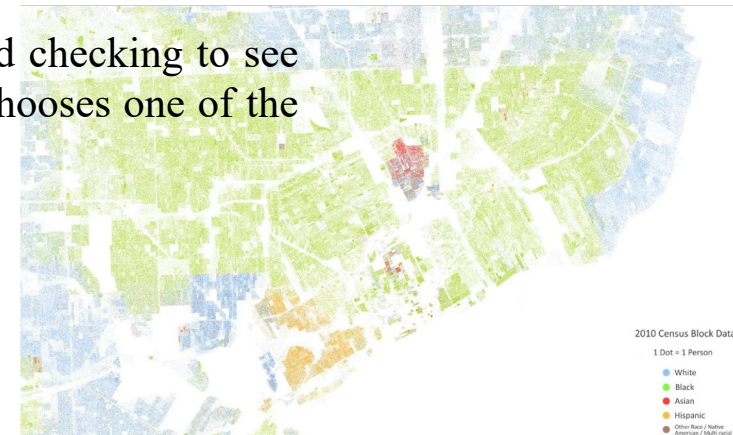 d checking to see
hooses one of the
2010 Census Block Data
1 Dot = 1 Person
White
Black
Asian
Hispanic
Other Race / Native
American / Multi-racial